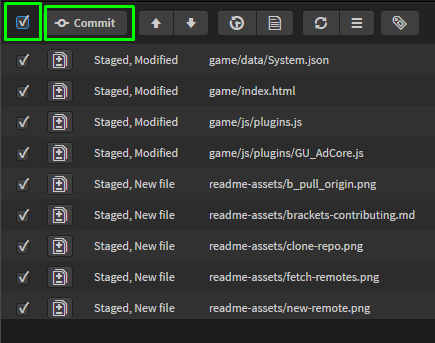 Commit
Staged, Modified game/data/System.json
Staged, Modified game/index.html
Staged, Modified game/js/plugins.js
Staged, Modified game/js/plugins/GU_AdCore.js
Staged, New file readme-assets/b_pull_origin.png
Staged, New file readme-assets/brackets-contributing.md
Staged, New file readme-assets/clone-repo.png
Staged, New file readme-assets/fetch-remotes.png
Staged, New file readme-assets/new-remote.png